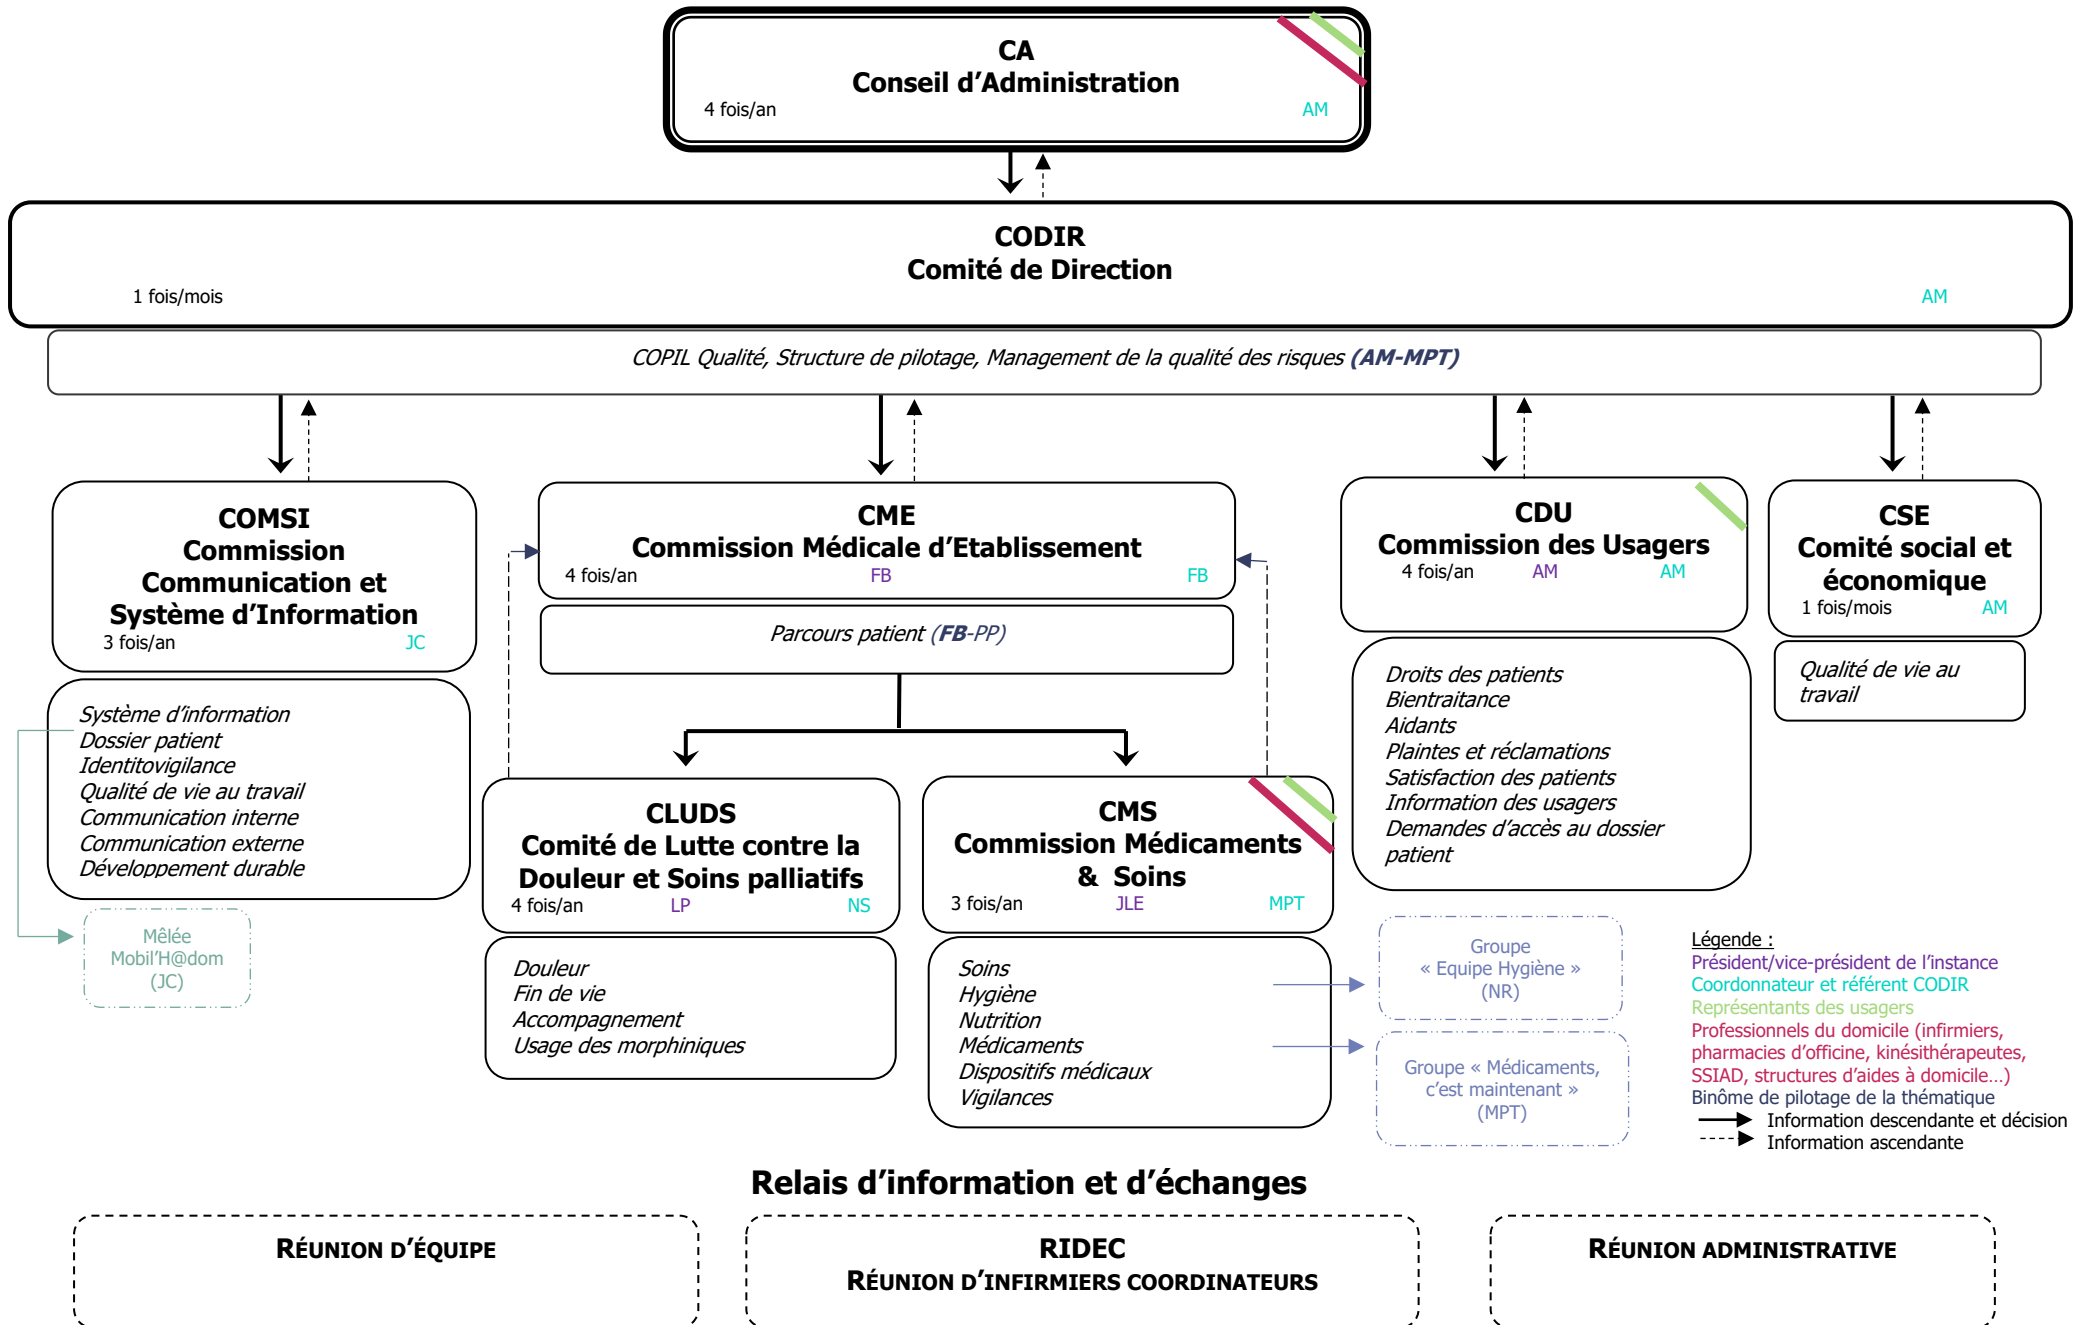 CA
Conseil d’Administration
4 fois/an AM
CODIR
Comité de Direction
1 fois/mois AM
COPIL Qualité, Structure de pilotage, Management de la qualité des risques (AM-MPT)
COMSI
Commission
Communication et
Système d’Information
3 fois/an JC
Système d’information
Dossier patient
Identitovigilance
Qualité de vie au travail
Communication interne
Communication externe
Développement durable
Mêlée
Mobil’H@dom
(JC)
CME
Commission Médicale d’Etablissement
4 fois/an FB FB
Parcours patient (FB-PP)
CLUDS
Comité de Lutte contre la
Douleur et Soins palliatifs
4 fois/an LP NS
Douleur
Fin de vie
Accompagnement
Usage des morphiniques
CMS
Commission Médicaments
& Soins
3 fois/an JLE MPT
Soins
Hygiène
Nutrition
Médicaments
Dispositifs médicaux
Vigilances
Groupe
« Equipe Hygiène »
(NR)
Groupe « Médicaments,
c’est maintenant »
(MPT)
CDU
Commission des Usagers
4 fois/an AM AM
Droits des patients
Bientraitance
Aidants
Plaintes et réclamations
Satisfaction des patients
Information des usagers
Demandes d’accès au dossier
patient
CSE
Comité social et
économique
1 fois/mois AM
Qualité de vie au
travail
Légende :
Président/vice-président de l’instance
Coordonnateur et référent CODIR
Représentants des usagers
Professionnels du domicile (infirmiers,
pharmacies d’officine, kinésithérapeutes,
SSIAD, structures d’aides à domicile…)
Binôme de pilotage de la thématique
Information descendante et décision
Information ascendante
Relais d’information et d’échanges
RÉUNION D’ÉQUIPE
RIDEC
RÉUNION D’INFIRMIERS COORDINATEURS
RÉUNION ADMINISTRATIVE